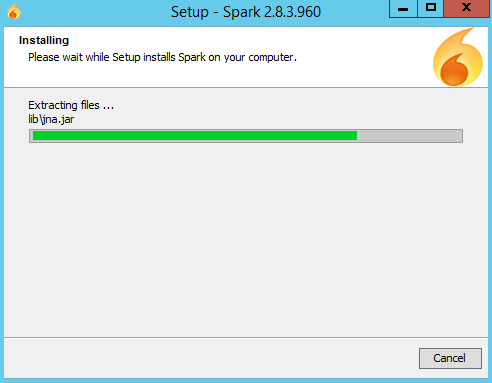 Setup - Spark 2.8.3.960
Installing
Please wait while Setup installs Spark on your computer.
Extracting files ...
lib\jna.jar
Cancel